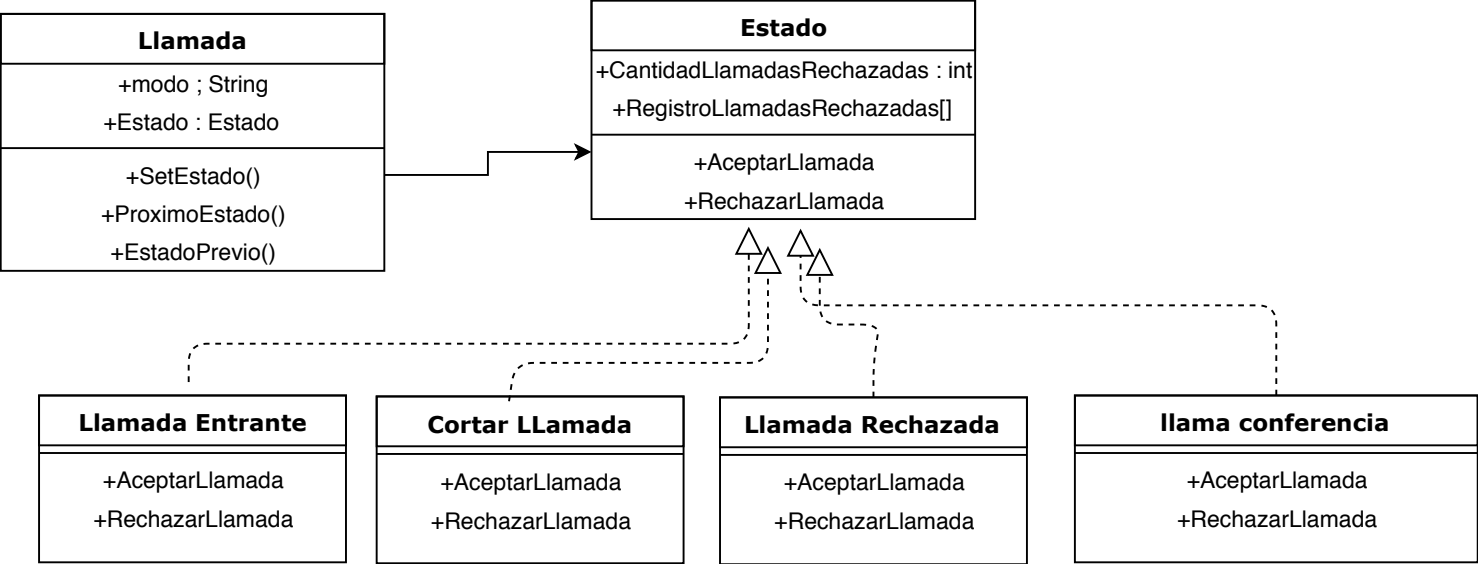 Llamada
+modo ; String
+Estado : Estado
+SetEstado()
+ProximoEstado()
+EstadoPrevio()
Estado
+CantidadLlamadasRechazadas : int
+RegistroLlamadasRechazadas[]
+AceptarLlamada
+RechazarLlamada
Llamada Entrante
+AceptarLlamada
+RechazarLlamada
Cortar LLamada
+AceptarLlamada
+RechazarLlamada
Llamada Rechazada
+AceptarLlamada
+RechazarLlamada
llama conferencia
+AceptarLlamada
+RechazarLlamada